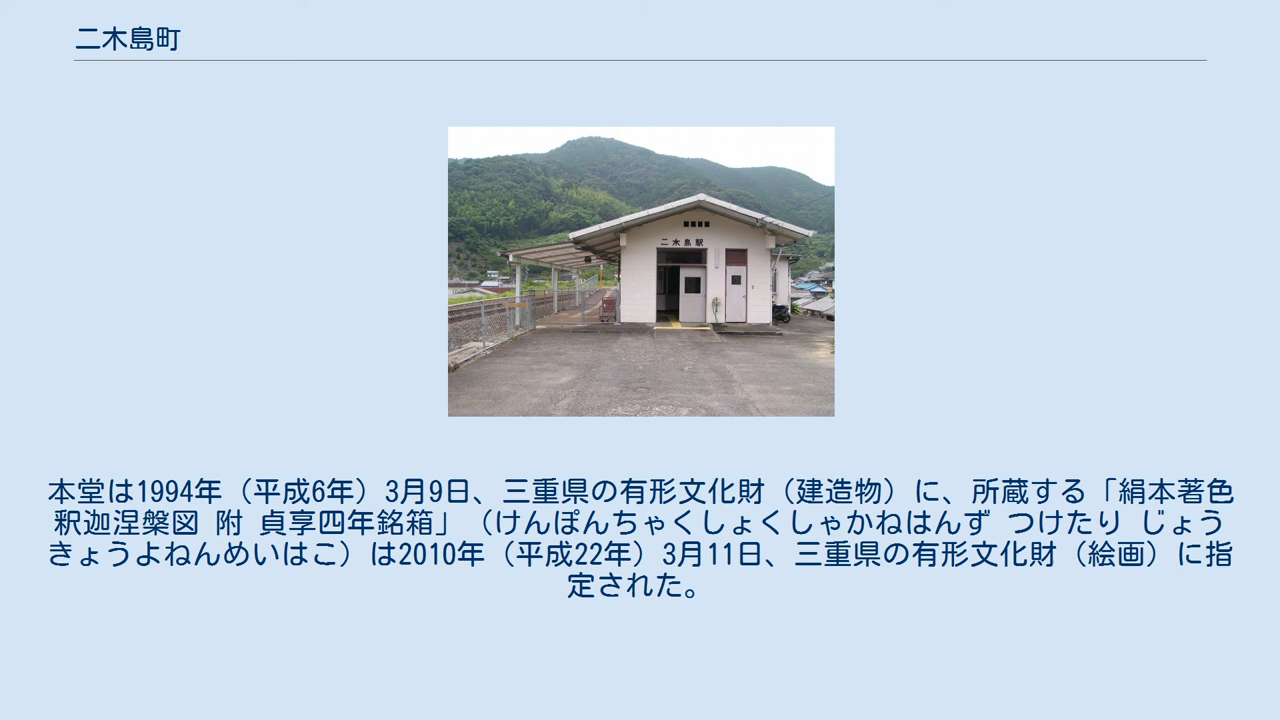 二木島町
二木島駅
本堂は1994年（平成6年）3月9日、三重県の有形文化財（建造物）に、所蔵する「絹本著色
釈迦涅槃図 附 貞享四年銘箱」（けんぽんちゃくしょくしゃかねはんず つけたり じょう
きょうよねんめいはこ）は2010年（平成22年）3月11日、三重県の有形文化財（絵画）に指
定された。